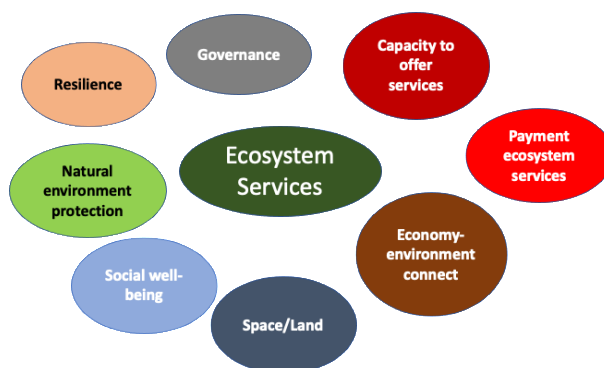 Governance
Capacity to
offer
services
Resilience
Payment
ecosystem
services
Ecosystem
Services
Natural
environment
protection
Economy-
environment
connect
Social well-
being
Space/Land